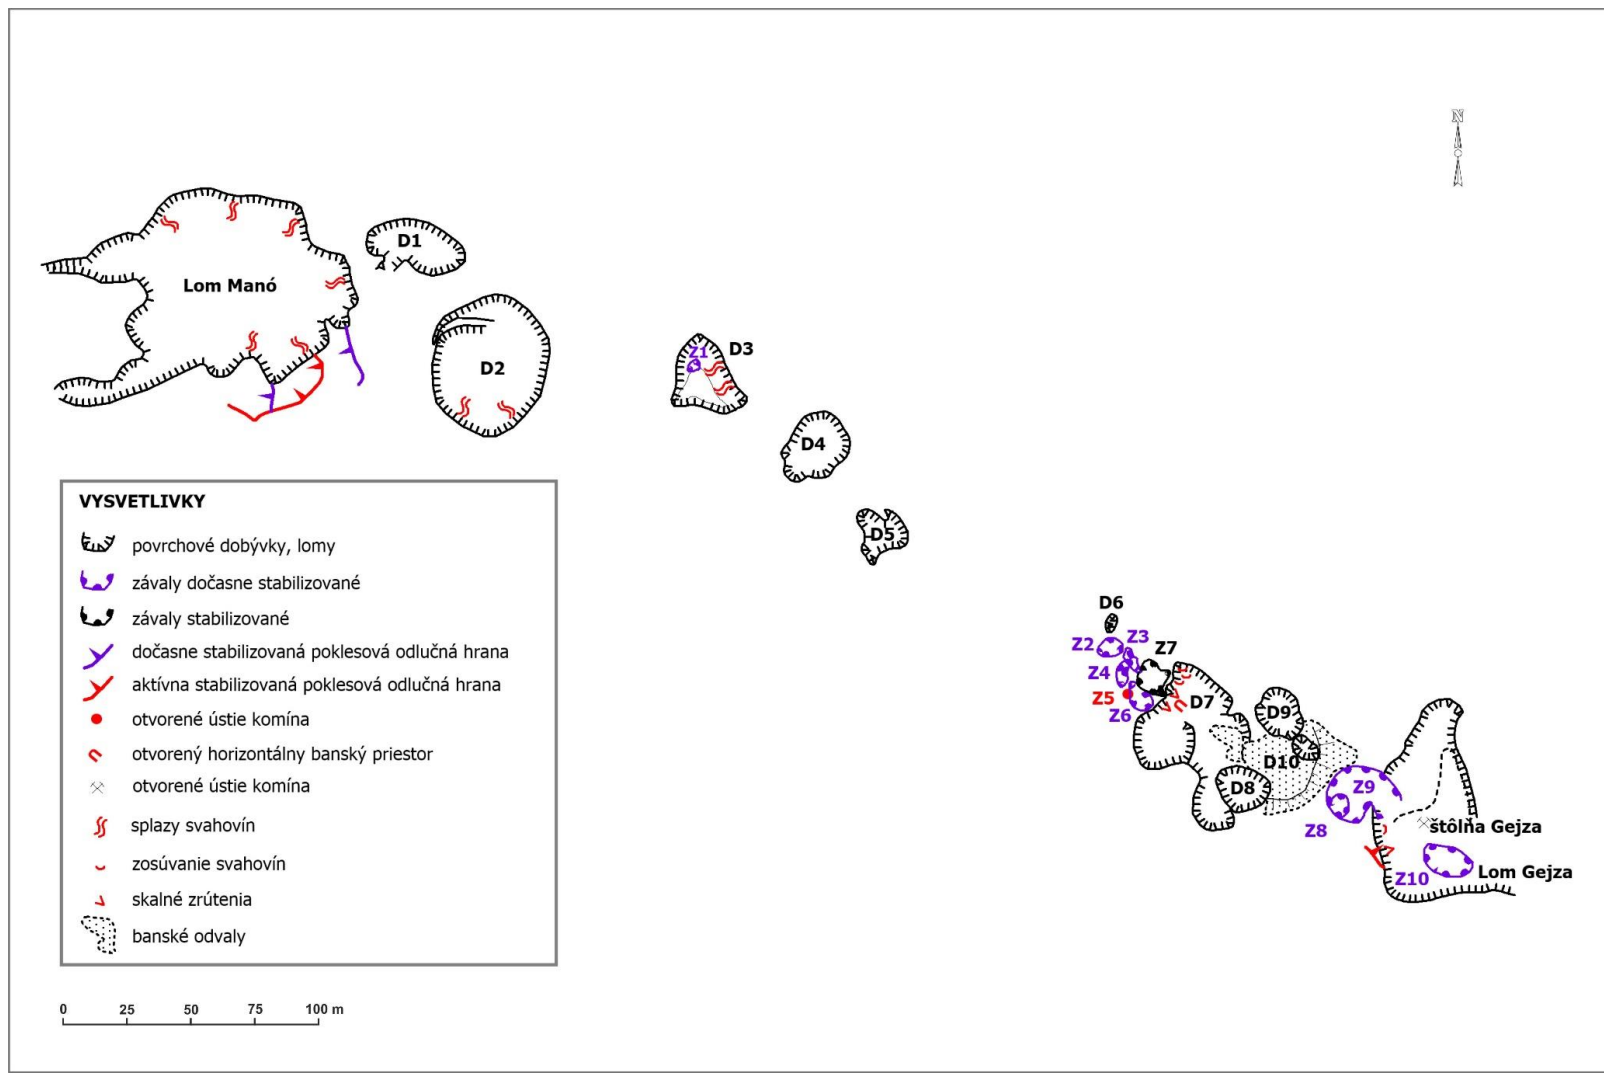 N
D1
Lom Manó
D2
Z1
D3
D4
D5
VYSVETLIVKY
povrchové dobývky, lomy
závaly dočasne stabilizované
závaly stabilizované
dočasne stabilizovaná poklesová odlučná hrana
aktívna stabilizovaná poklesová odlučná hrana
otvorené ústie komína
otvorený horizontálny banský priestor
otvorené ústie komína
splazy svahovín
zosúvanie svahovín
skalné zrútenia
banské odvaly
D6
Z2
Z3
Z7
Z4
Z5
Z6
D7
D9
D10
D8
Z9
Z8
štôlňa Gejza
Z10
Lom Gejza
0 25 50 75 100 m